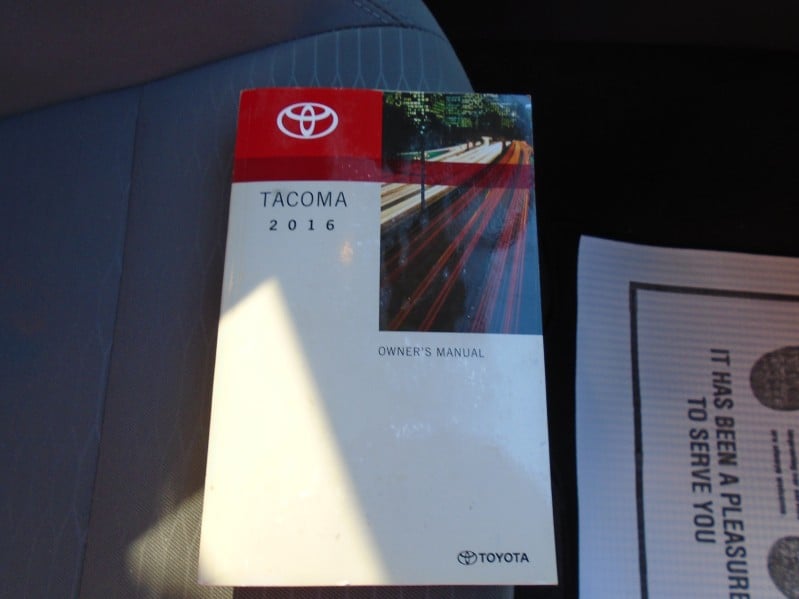 TACOMA
2016
OWNER'S MANUAL
TOYOTA
IT HAS BEEN A PLEASURE
TO SERVE YOU